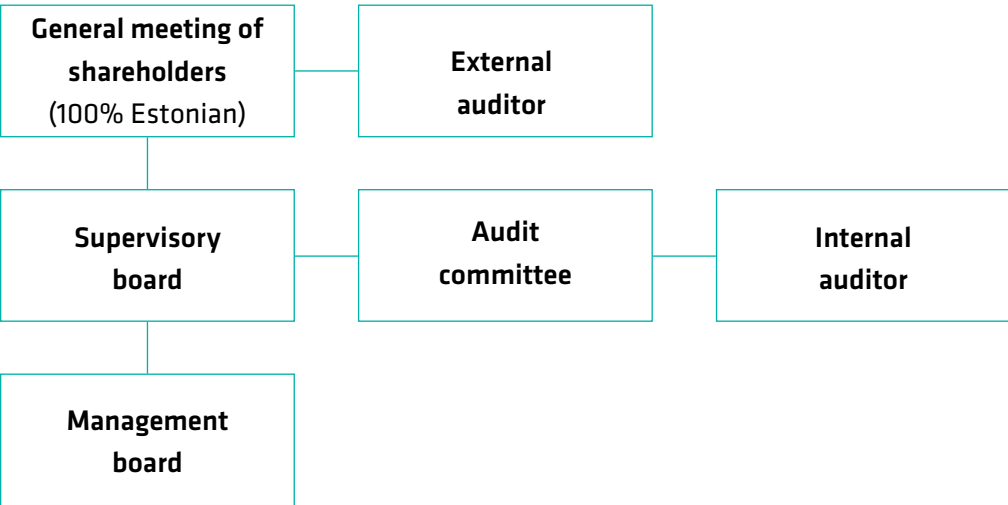 General meeting of
shareholders
(100% Estonian)
External
auditor
Supervisory
board
Audit
committee
Internal
auditor
Management
board